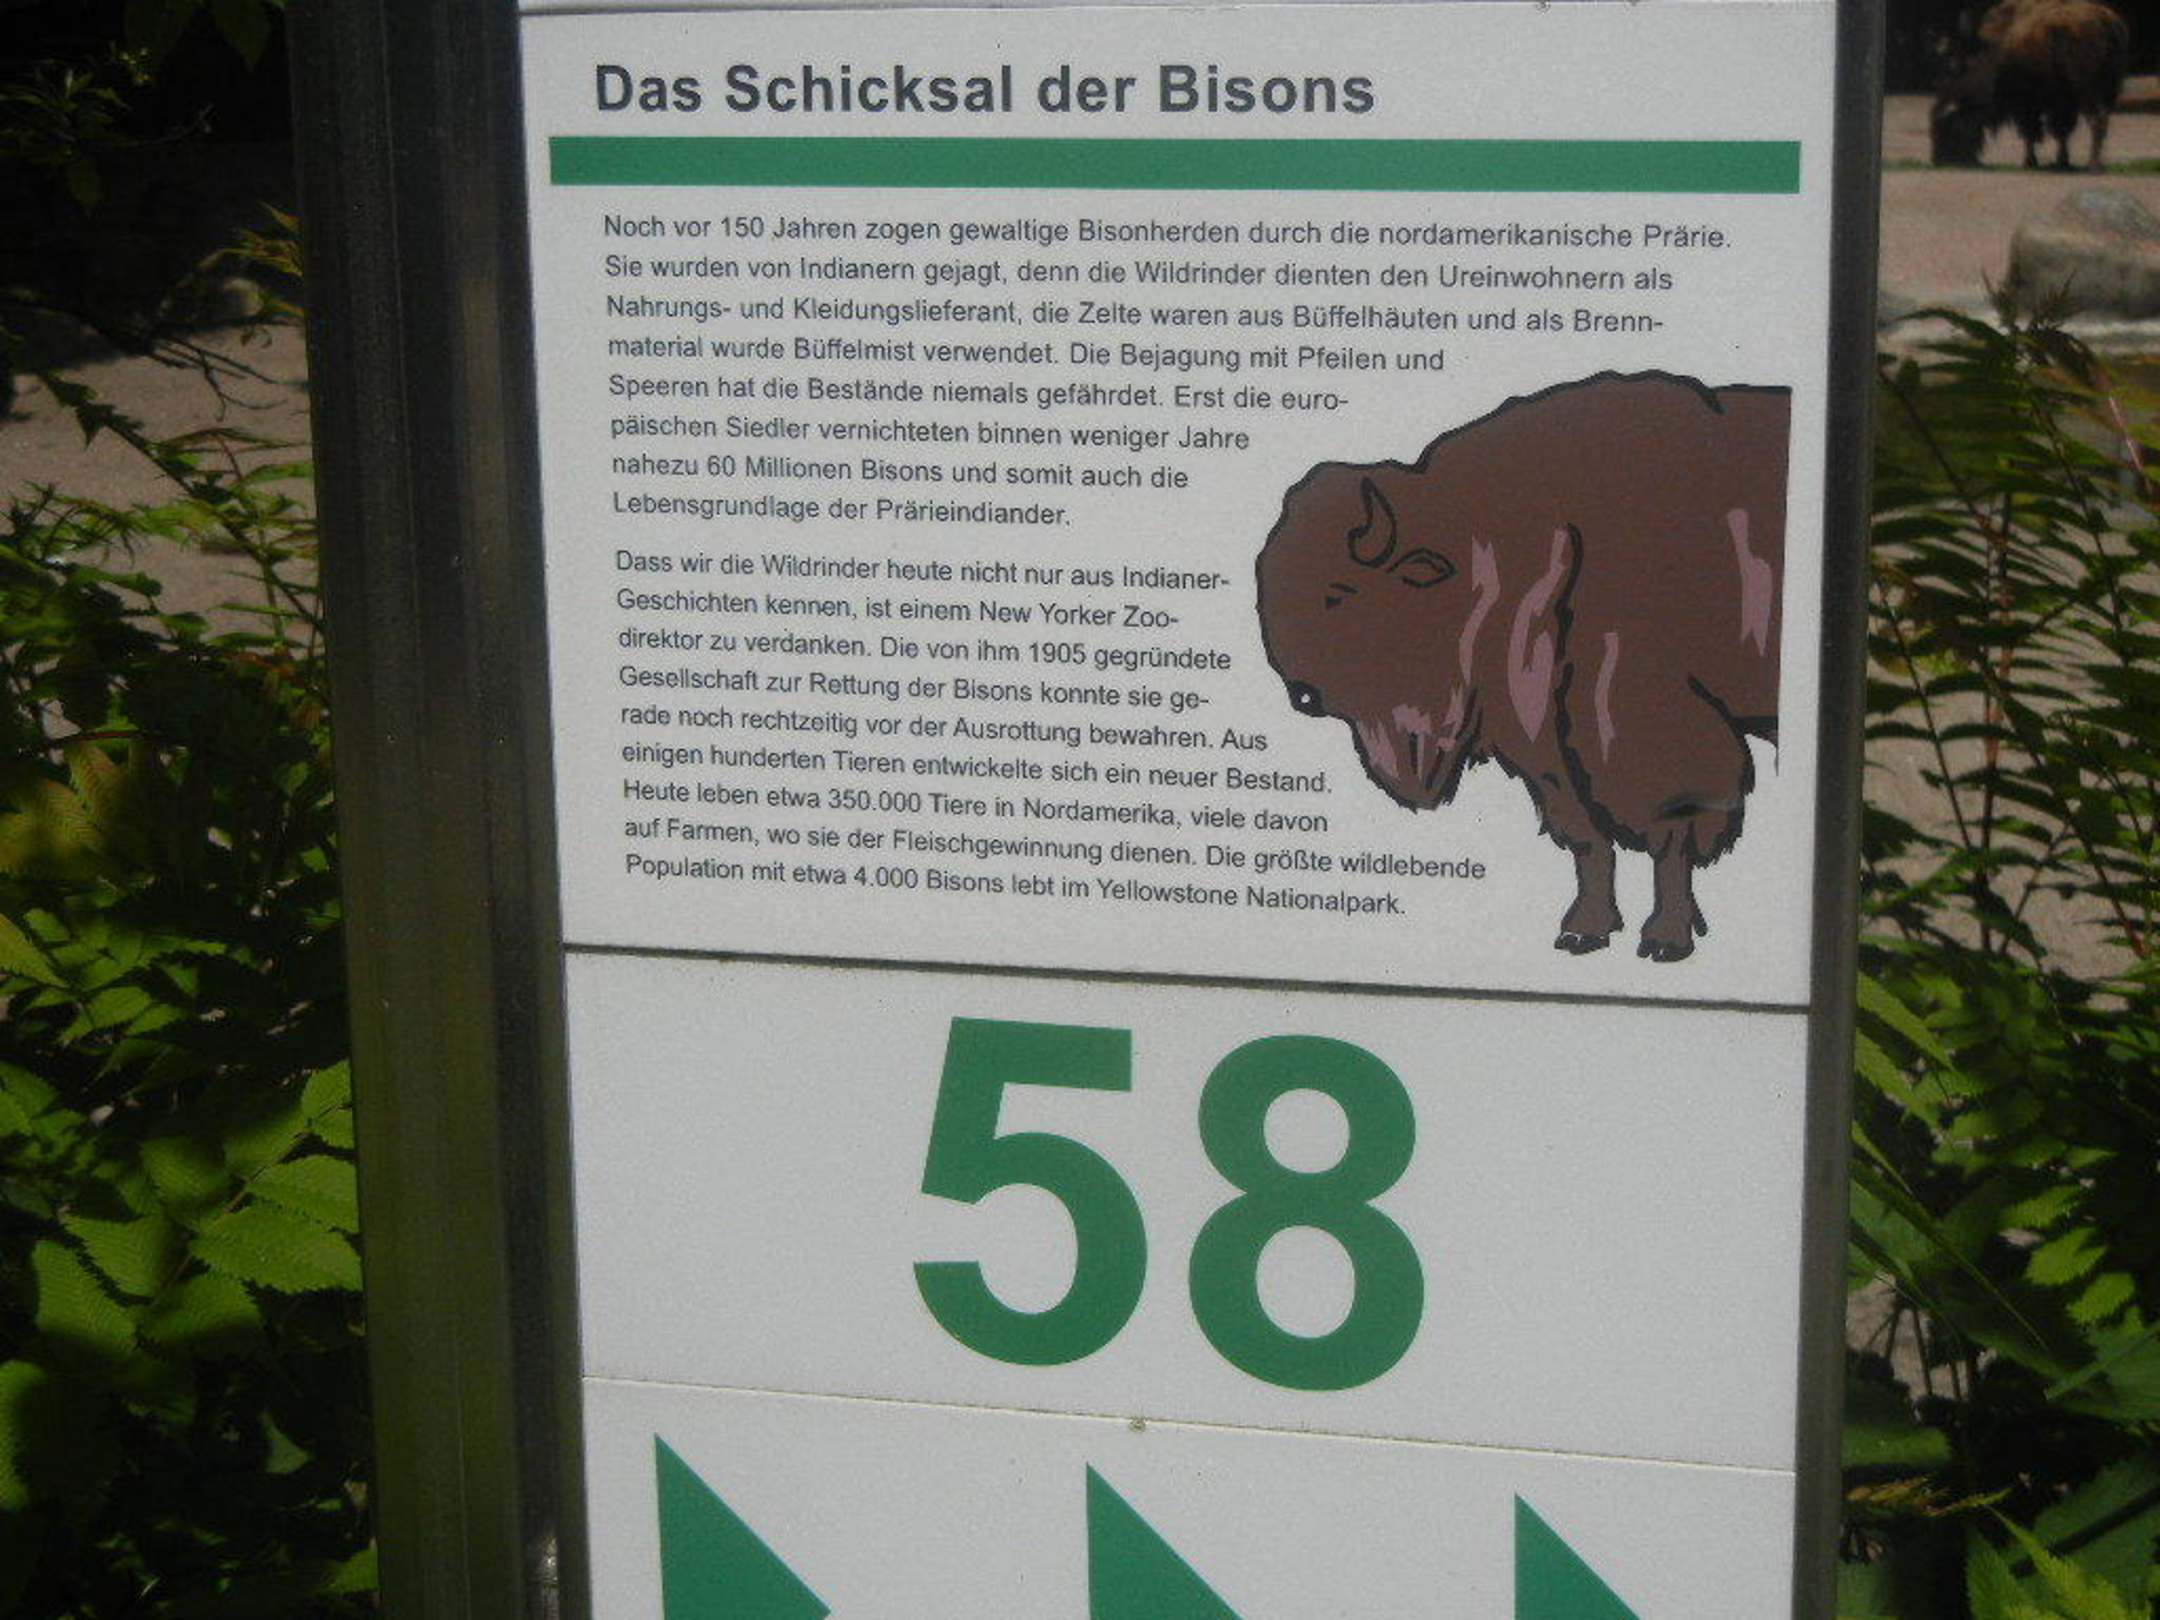 Das Schicksal der Bisons
Noch vor 150 Jahren zogen gewaltige Bisonherden durch die nordamerikanische Prärie.
Sie wurden von Indianern gejagt, denn die Wildrinder dienten den Ureinwohnern als
Nahrungs- und Kleidungslieferant, die Zelte waren aus Büffelhäuten und als Brenn-
material wurde Büffelmist verwendet. Die Bejagung mit Pfeilen und
Speeren hat die Bestände niemals gefährdet. Erst die euro-
päischen Siedler vernichteten binnen weniger Jahre
nahezu 60 Millionen Bisons und somit auch die
Lebensgrundlage der Prärieindiander.
Dass wir die Wildrinder heute nicht nur aus Indianer-
Geschichten kennen, ist einem New Yorker Zoo-
direktor zu verdanken. Die von ihm 1905 gegründete
Gesellschaft zur Rettung der Bisons konnte sie ge-
rade noch rechtzeitig vor der Ausrottung bewahren. Aus
einigen hunderten Tieren entwickelte sich ein neuer Bestand.
Heute leben etwa 350.000 Tiere in Nordamerika, viele davon
auf Farmen, wo sie der Fleischgewinnung dienen. Die größte wildlebende
Population mit etwa 4.000 Bisons lebt im Yellowstone Nationalpark.
58